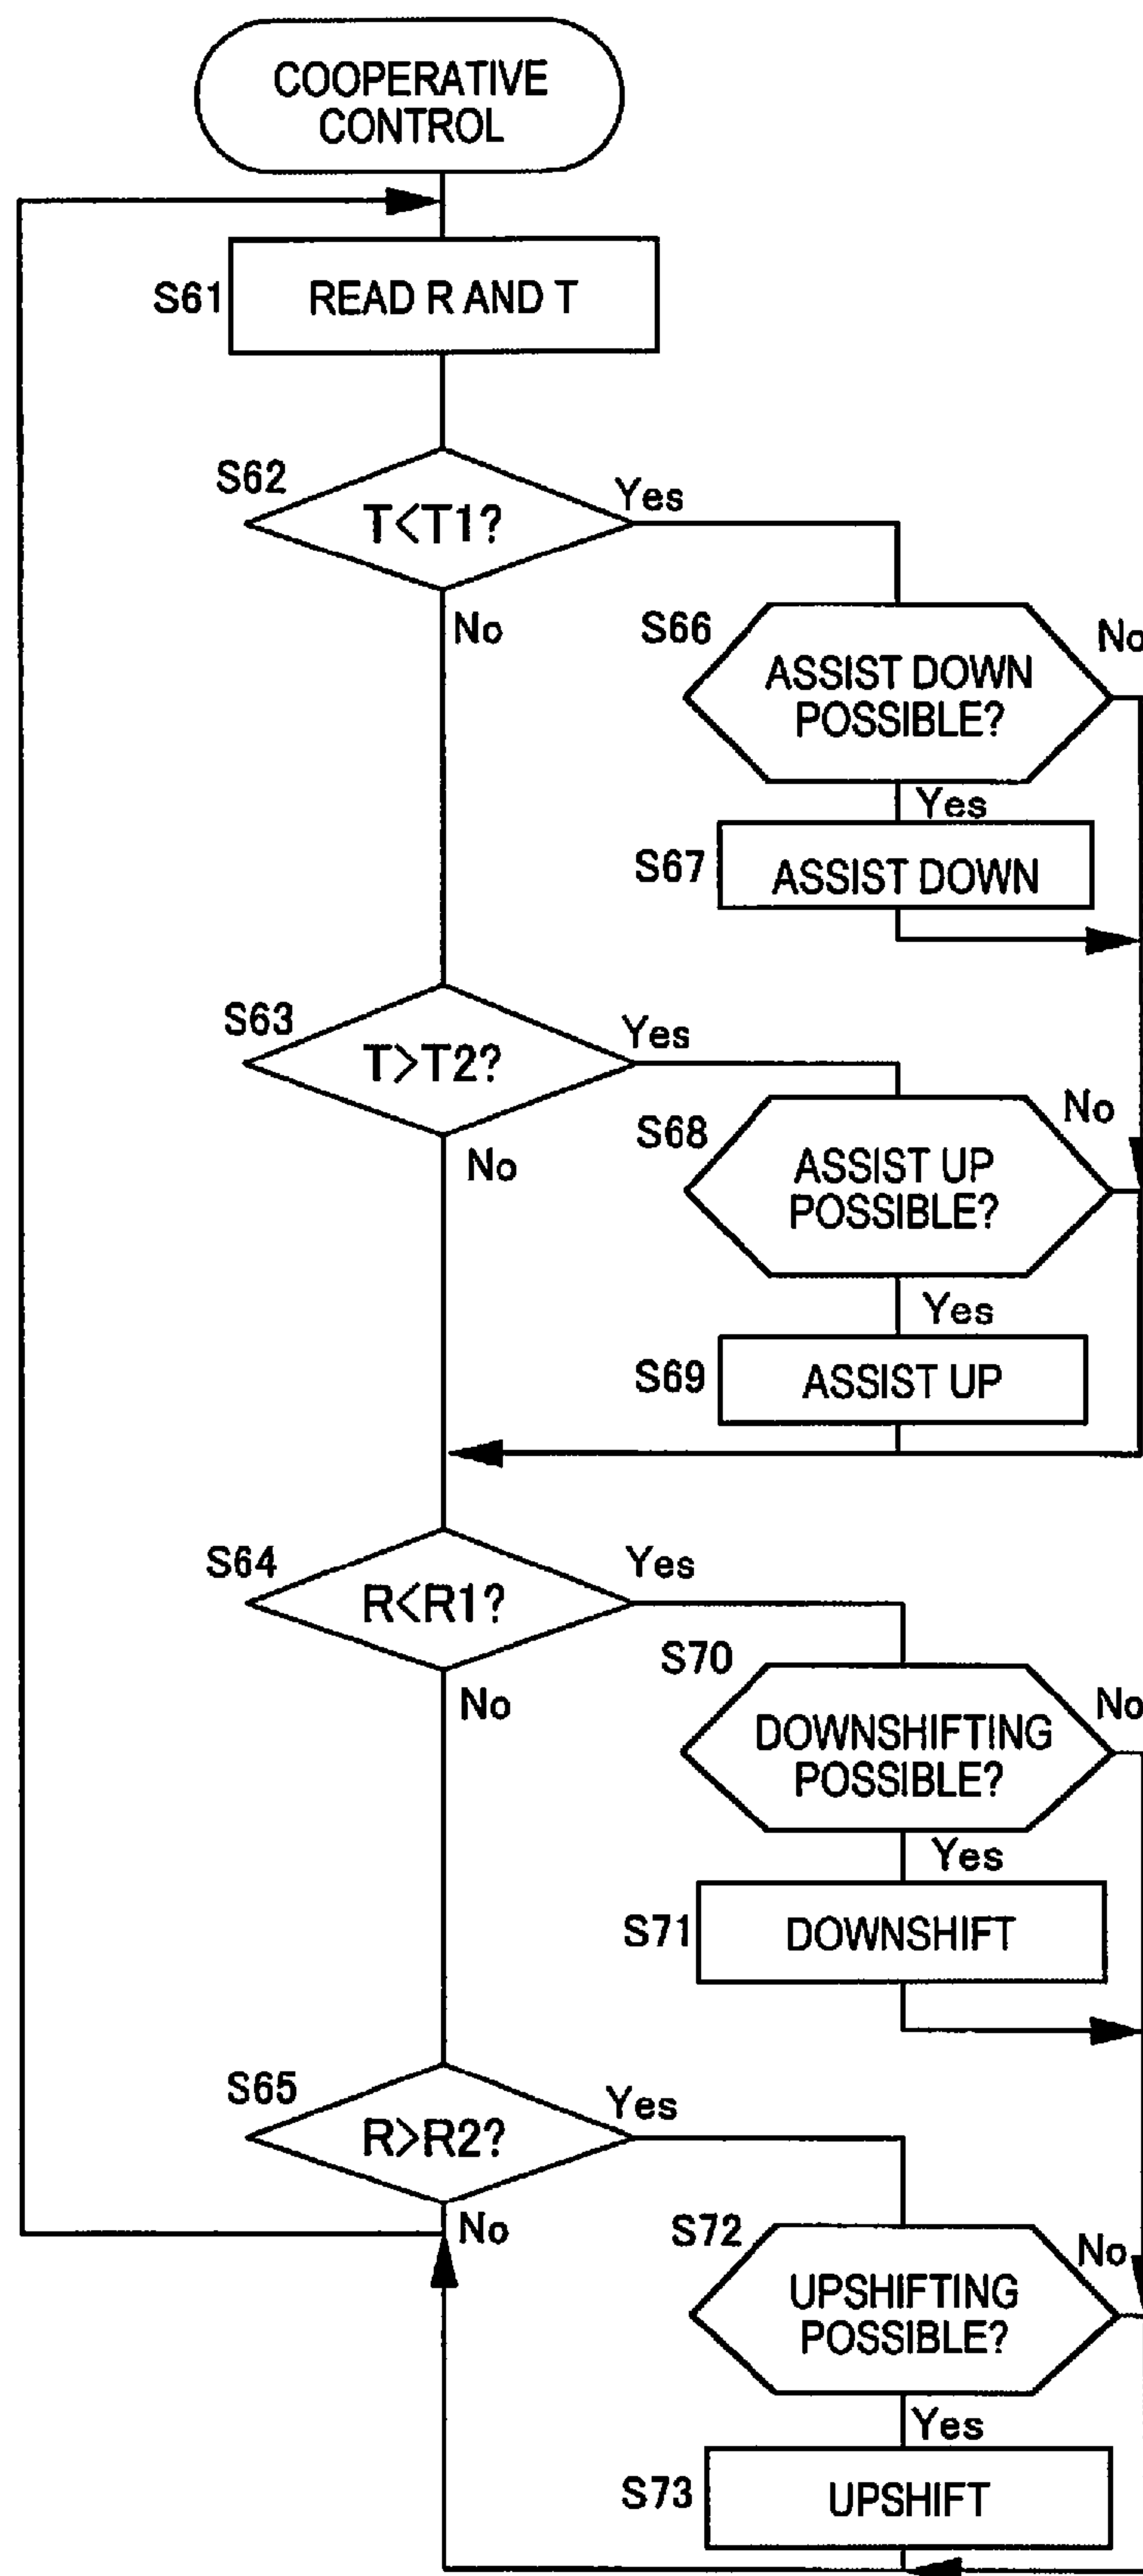 COOPERATIVE
CONTROL
S61
READ R AND T
S62
T<T1?
Yes
No
S66
ASSIST DOWN
POSSIBLE?
No
Yes
S67
ASSIST DOWN
S63
T>T2?
Yes
No
S68
ASSIST UP
POSSIBLE?
No
Yes
S69
ASSIST UP
S64
R<R1?
Yes
No
S70
DOWNSHIFTING
POSSIBLE?
No
Yes
S71
DOWNSHIFT
S65
R>R2?
Yes
No
S72
UPSHIFTING
POSSIBLE?
No
Yes
S73
UPSHIFT